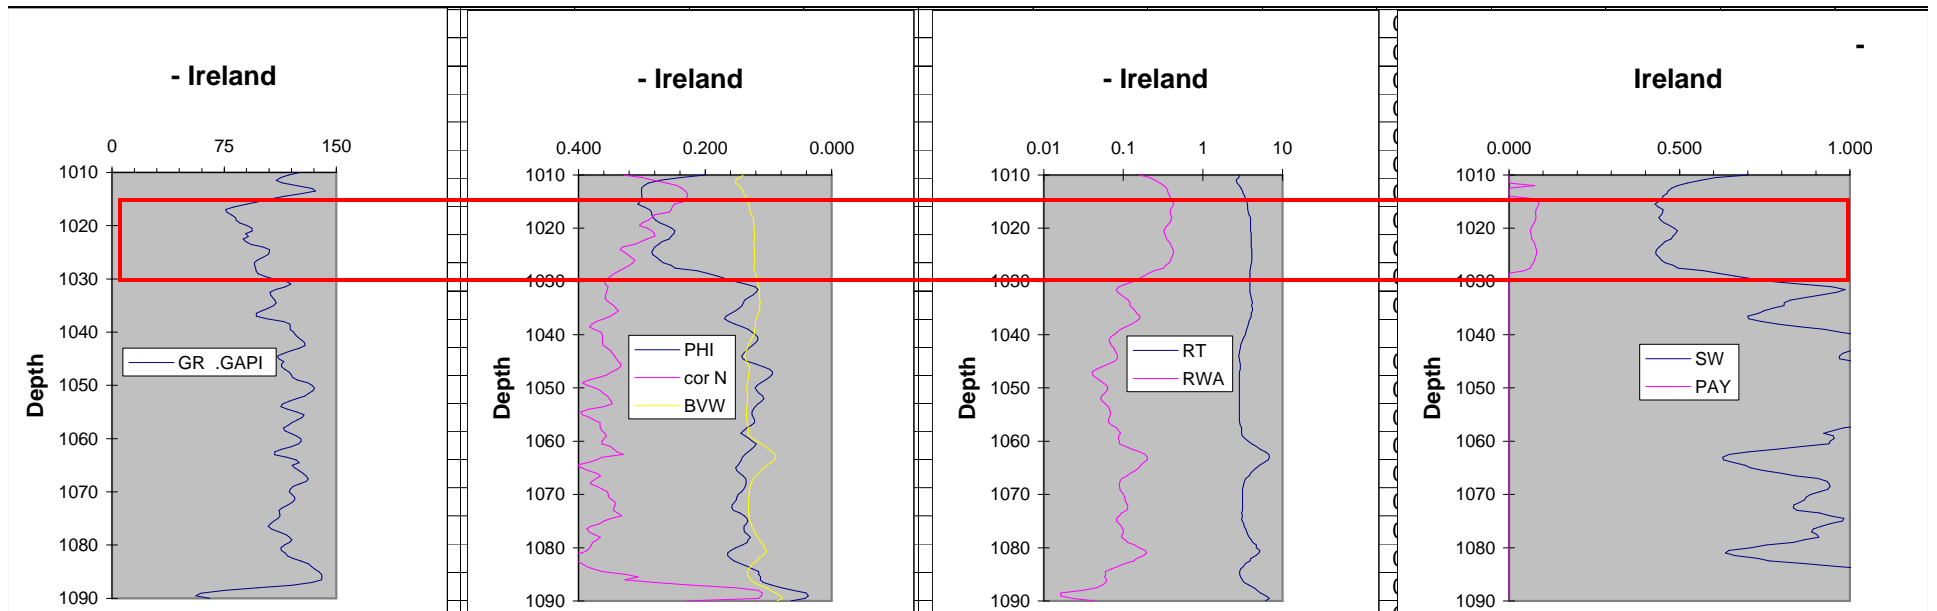 - Ireland
0 75 150
1010
1020
1030
1040
1050
1060
1070
1080
1090
Depth
GR .GAPI
- Ireland
0.400 0.200 0.000
1010
1020
1030
1040
1050
1060
1070
1080
1090
Depth
PHI
cor N
BVW
- Ireland
0.01 0.1 1 10
1010
1020
1030
1040
1050
1060
1070
1080
1090
Depth
RT
RWA
-
Ireland
0.000 0.500 1.000
1010
1020
1030
1040
1050
1060
1070
1080
1090
Depth
SW
PAY